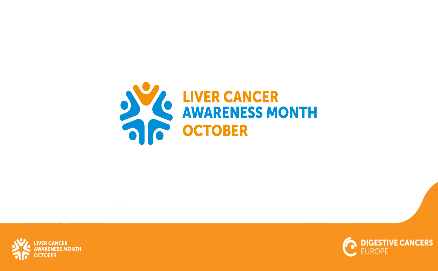 LIVER CANCER
AWARENESS MONTH
OCTOBER
LIVER CANCER
AWARENESS MONTH
OCTOBER
DIGESTIVE CANCERS
EUROPE